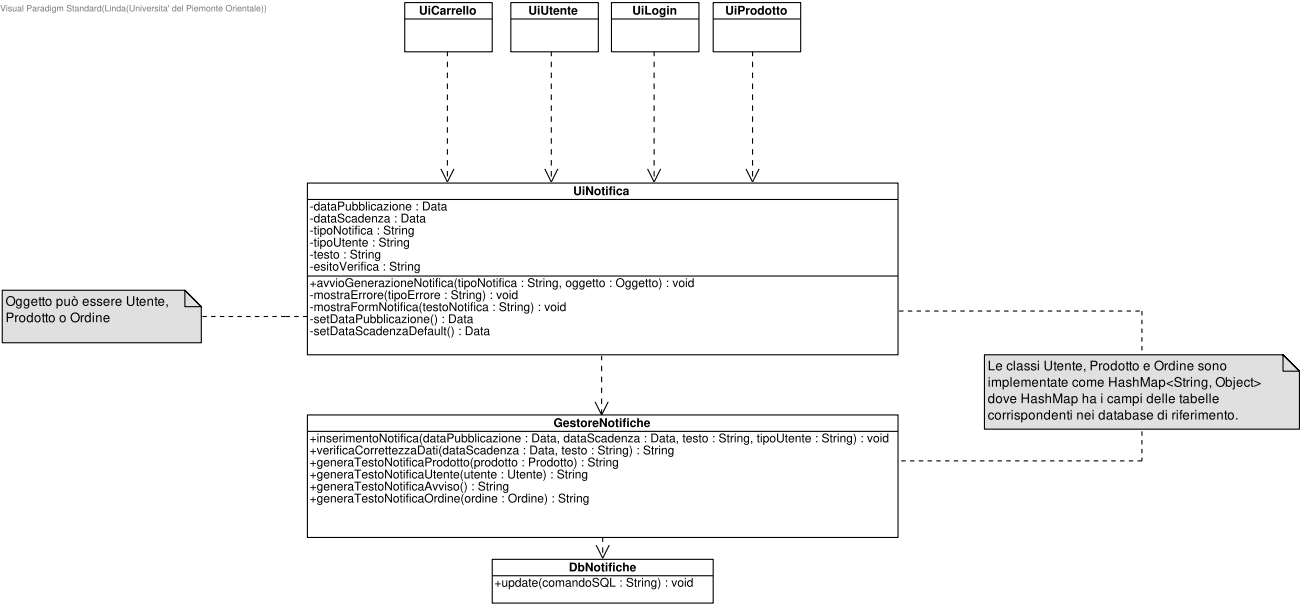 Visual Paradigm Standard(Linda(Universita' del Piemonte Orientale))
UiCarrello
UiUtente
UiLogin
UiProdotto
UiNotifica
-dataPubblicazione : Data
-dataScadenza : Data
-tipoNotifica : String
-tipoUtente : String
-testo : String
-esitoVerifica : String
+avvioGenerazioneNotifica(tipoNotifica : String, oggetto : Oggetto) : void
-mostraErrore(tipoErrore : String) : void
-mostraFormNotifica(testoNotifica : String) : void
-setDataPubblicazione() : Data
-setDataScadenzaDefault() : Data
Oggetto può essere Utente,
Prodotto o Ordine
Le classi Utente, Prodotto e Ordine sono
implementate come HashMap<String, Object>
dove HashMap ha i campi delle tabelle
corrispondenti nei database di riferimento.
GestoreNotifiche
+inserimentoNotifica(dataPubblicazione : Data, dataScadenza : Data, testo : String, tipoUtente : String) : void
+verificaCorrettezzaDati(dataScadenza : Data, testo : String) : String
+generaTestoNotificaProdotto(prodotto : Prodotto) : String
+generaTestoNotificaUtente(utente : Utente) : String
+generaTestoNotificaAvviso() : String
+generaTestoNotificaOrdine(ordine : Ordine) : String
DbNotifiche
+update(comandoSQL : String) : void